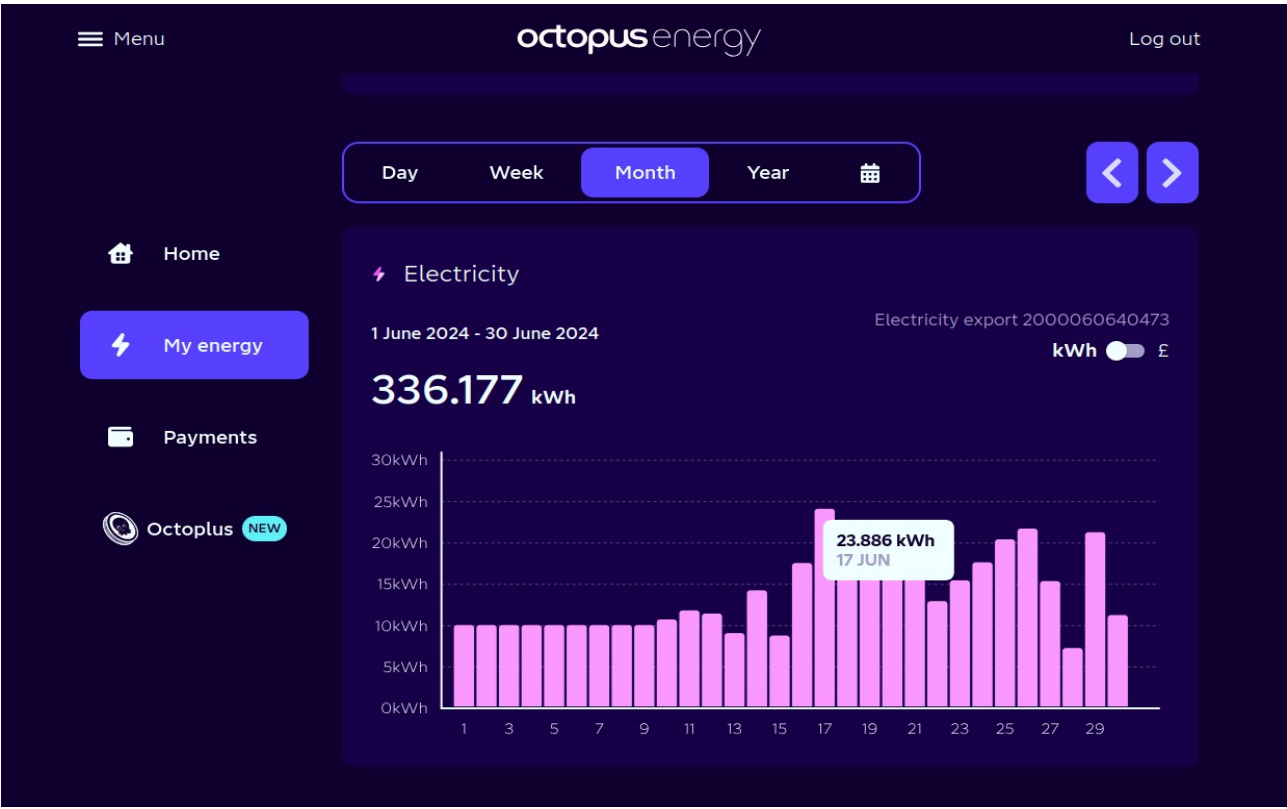 Menu
octopus energy
Log out
Day Week Month Year
Home
My energy
Payments
Octoplus NEW
Electricity
1 June 2024 - 30 June 2024
Electricity export 2000060640473
kWh £
336.177 kWh
30kWh
25kWh
20kWh
15kWh
10kWh
5kWh
0kWh
23.886 kWh
17 JUN
1 3 5 7 9 11 13 15 17 19 21 23 25 27 29